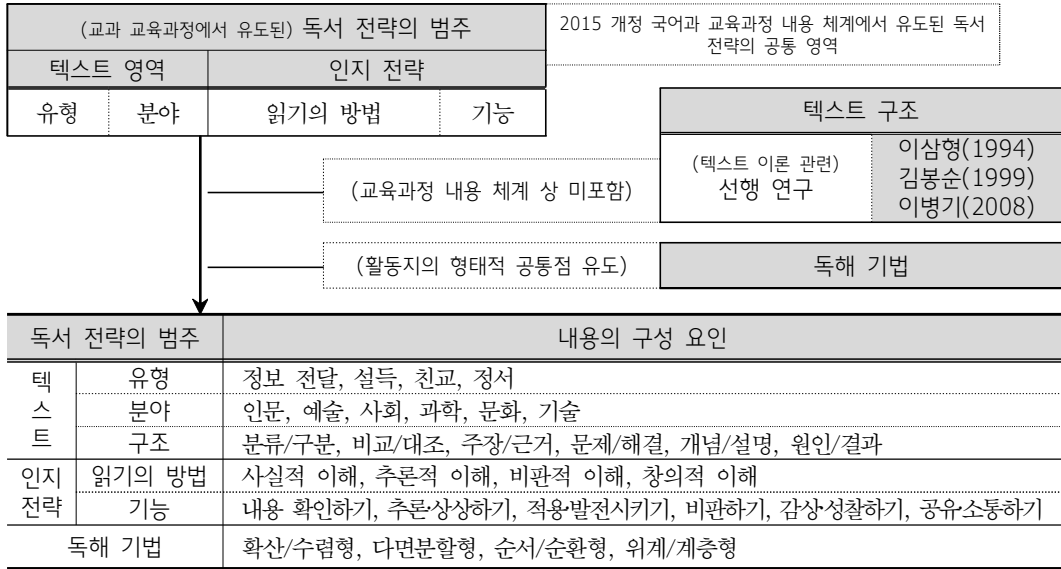 (교과 교육과정에서 유도된) 독서 전략의 범주
2015 개정 국어과 교육과정 내용 체계에서 유도된 독서
전략의 공통 영역
텍스트 영역
인지 전략
유형
분야
읽기의 방법
기능
텍스트 구조
(텍스트 이론 관련)
선행 연구
이삼형(1994)
김봉순(1999)
이병기(2008)
(교육과정 내용 체계 상 미포함)
(활동지의 형태적 공통점 유도)
독해 기법
독서 전략의 범주
내용의 구성 요인
텍스트
유형
정보 전달, 설득, 친교, 정서
분야
인문, 예술, 사회, 과학, 문화, 기술
구조
분류/구분, 비교/대조, 주장/근거, 문제/해결, 개념/설명, 원인/결과
인지
전략
읽기의 방법
사실적 이해, 추론적 이해, 비판적 이해, 창의적 이해
기능
내용 확인하기, 추론·상상하기, 적용·발전시키기, 비판하기, 감상·성찰하기, 공유·소통하기
독해 기법
확산/수렴형, 다면분할형, 순서/순환형, 위계/계층형